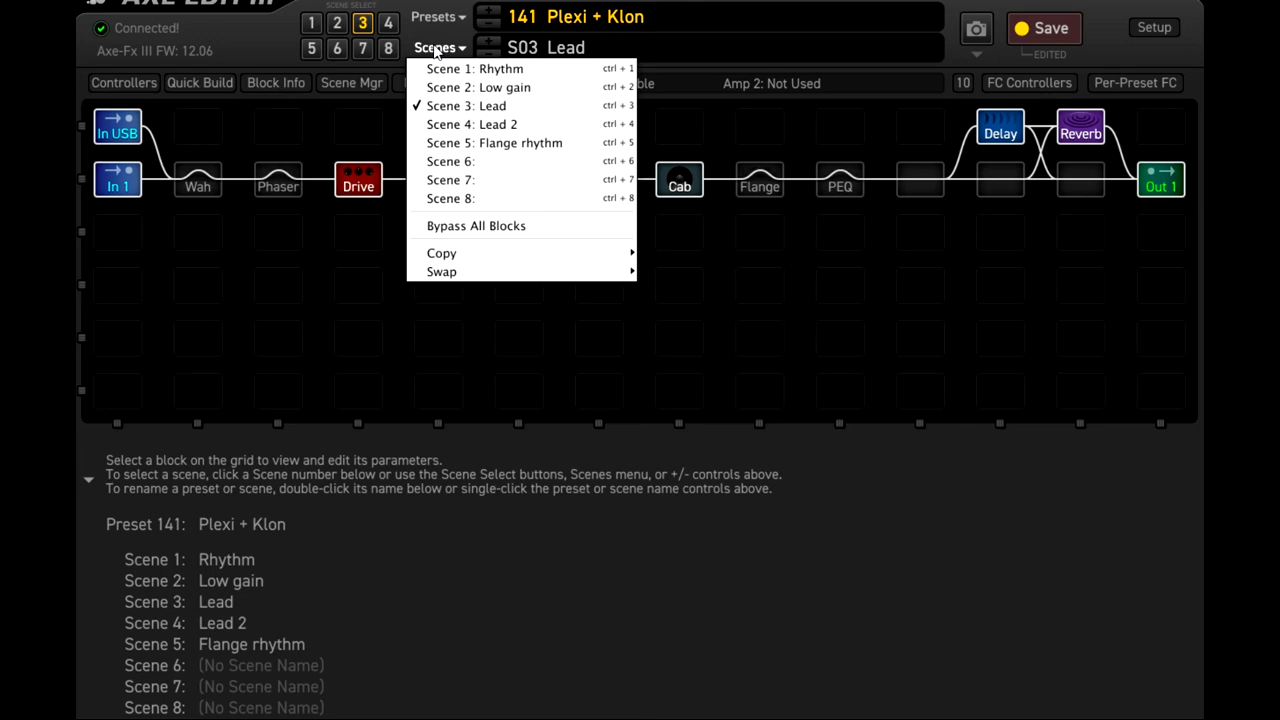 AXE EDIT III
SCENE SELECT
Connected!
Axe-Fx III FW: 12.06
1 2 3 4
5 6 7 8
Presets
141 Plexi + Klon
Scenes
S03 Lead
Save
EDITED
Setup
Controllers
Quick Build
Block Info
Scene Mgr
Amp 2: Not Used
10
FC Controllers
Per-Preset FC
Scene 1: Rhythm ctrl + 1
Scene 2: Low gain ctrl + 2
Scene 3: Lead ctrl + 3
Scene 4: Lead 2 ctrl + 4
Scene 5: Flange rhythm ctrl + 5
Scene 6: ctrl + 6
Scene 7: ctrl + 7
Scene 8: ctrl + 8
Bypass All Blocks
Copy
Swap
In USB
Delay
Reverb
In 1
Wah
Phaser
Drive
Cab
Flange
PEQ
Out 1
Select a block on the grid to view and edit its parameters.
To select a scene, click a Scene number below or use the Scene Select buttons, Scenes menu, or +/- controls above.
To rename a preset or scene, double-click its name below or single-click the preset or scene name controls above.
Preset 141: Plexi + Klon
Scene 1: Rhythm
Scene 2: Low gain
Scene 3: Lead
Scene 4: Lead 2
Scene 5: Flange rhythm
Scene 6: (No Scene Name)
Scene 7: (No Scene Name)
Scene 8: (No Scene Name)